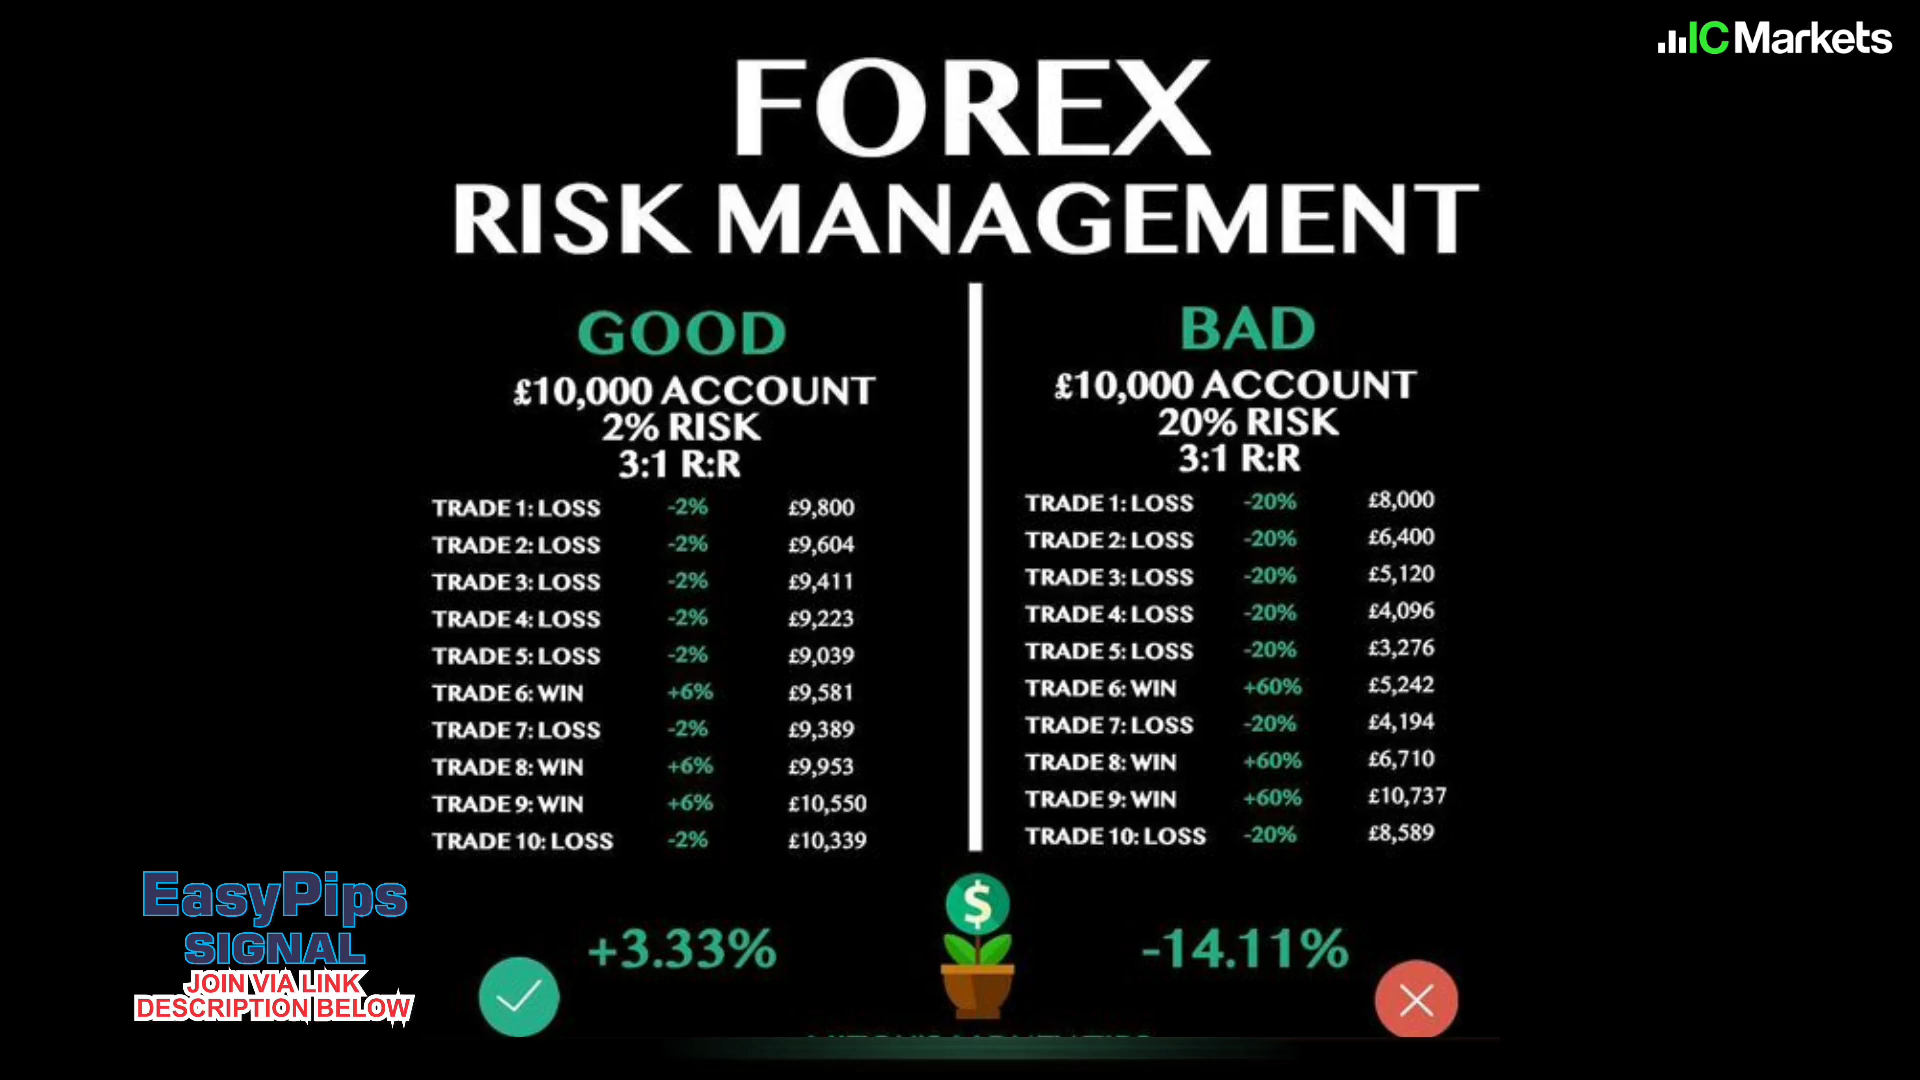 IC Markets
FOREX
RISK MANAGEMENT
GOOD
£10,000 ACCOUNT
2% RISK
3:1 R:R
TRADE 1: LOSS -2% £9,800
TRADE 2: LOSS -2% £9,604
TRADE 3: LOSS -2% £9,411
TRADE 4: LOSS -2% £9,223
TRADE 5: LOSS -2% £9,039
TRADE 6: WIN +6% £9,581
TRADE 7: LOSS -2% £9,389
TRADE 8: WIN +6% £9,953
TRADE 9: WIN +6% £10,550
TRADE 10: LOSS -2% £10,339
+3.33%
BAD
£10,000 ACCOUNT
20% RISK
3:1 R:R
TRADE 1: LOSS -20% £8,000
TRADE 2: LOSS -20% £6,400
TRADE 3: LOSS -20% £5,120
TRADE 4: LOSS -20% £4,096
TRADE 5: LOSS -20% £3,276
TRADE 6: WIN +60% £5,242
TRADE 7: LOSS -20% £4,194
TRADE 8: WIN +60% £6,710
TRADE 9: WIN +60% £10,737
TRADE 10: LOSS -20% £8,589
-14.11%
$
EasyPips
SIGNAL
JOIN VIA LINK
DESCRIPTION BELOW